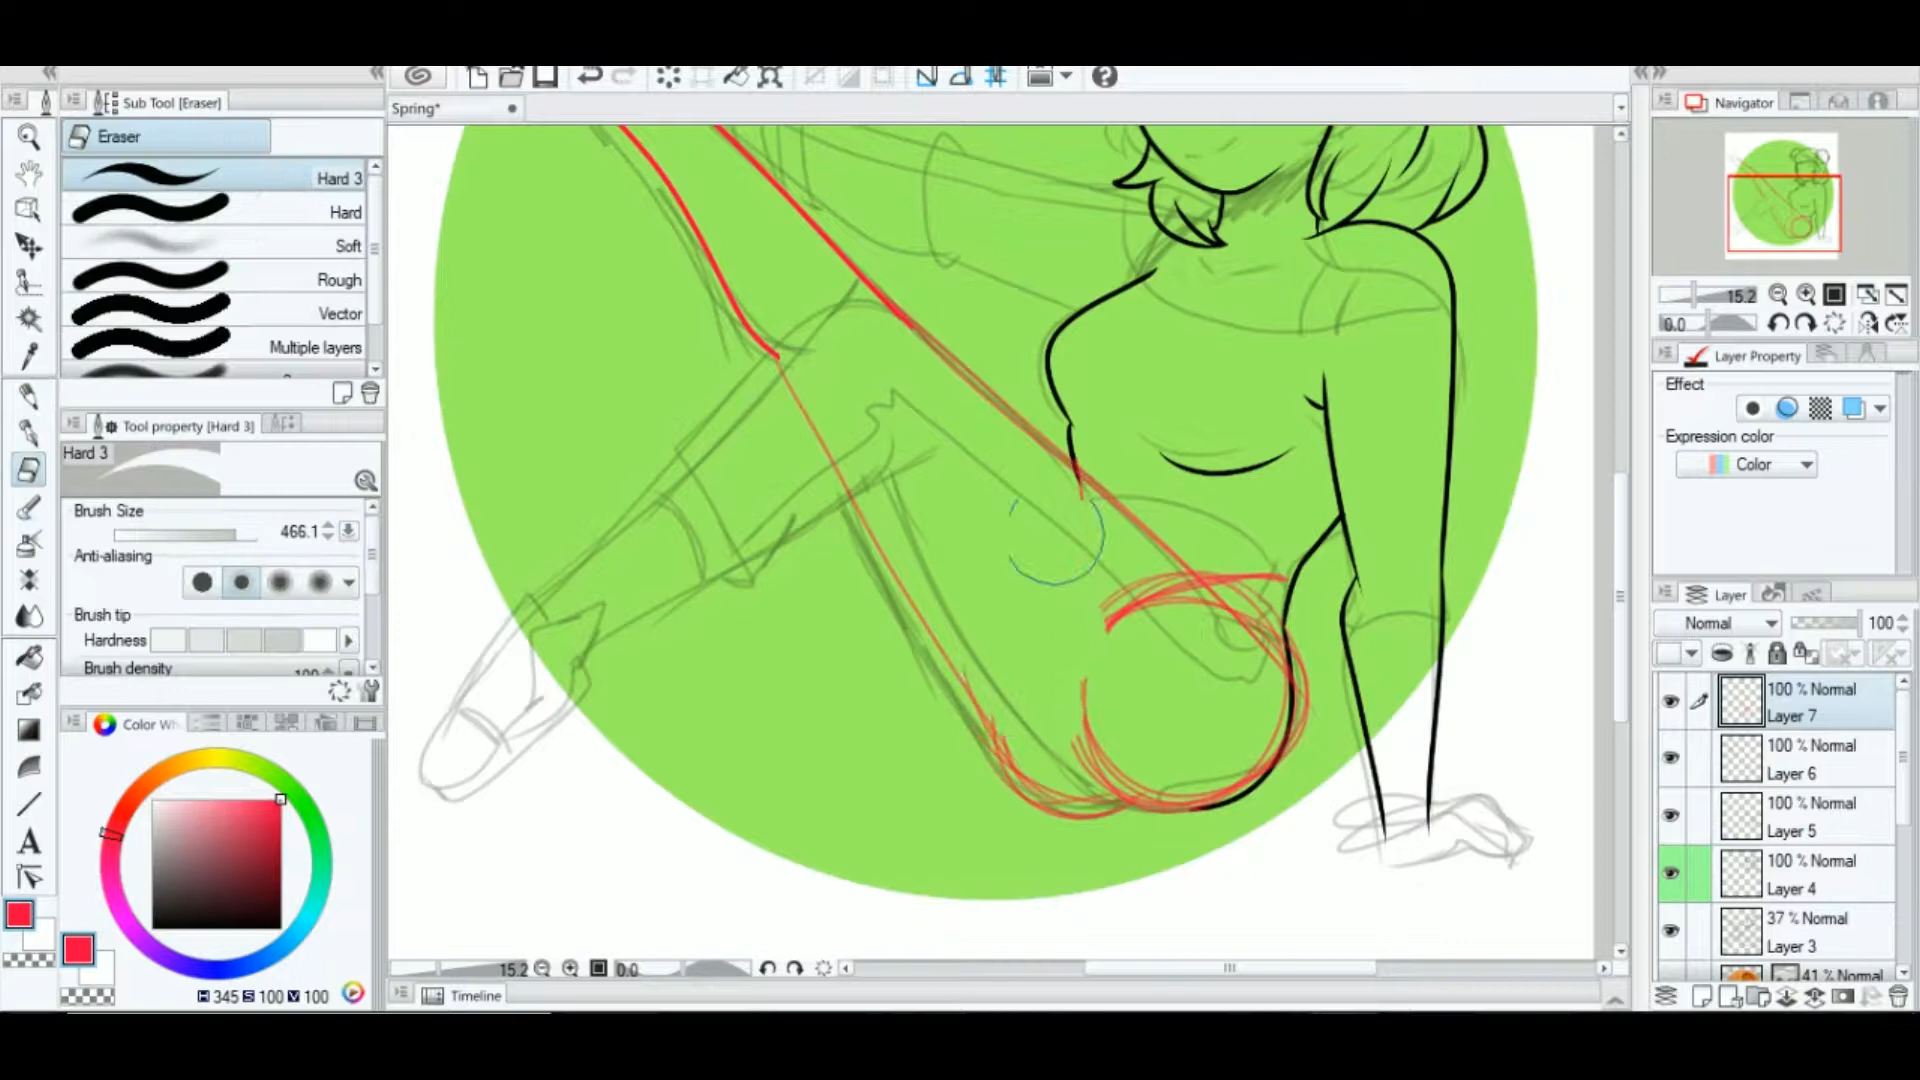 Sub Tool [Eraser]
Eraser
Hard 3
Hard
Soft
Rough
Vector
Multiple layers
Tool property [Hard 3]
Hard 3
Brush Size
466.1
Anti-aliasing
Brush tip
Hardness
Brush density
100
Color Wh
H 345 S 100 V 100
Spring*
15.2
0.0
Timeline
Navigator
15.2
0.0
Layer Property
Effect
Expression color
Color
Layer
Normal
100
100 % Normal
Layer 7
100 % Normal
Layer 6
100 % Normal
Layer 5
100 % Normal
Layer 4
37 % Normal
Layer 3
41 % Normal
A